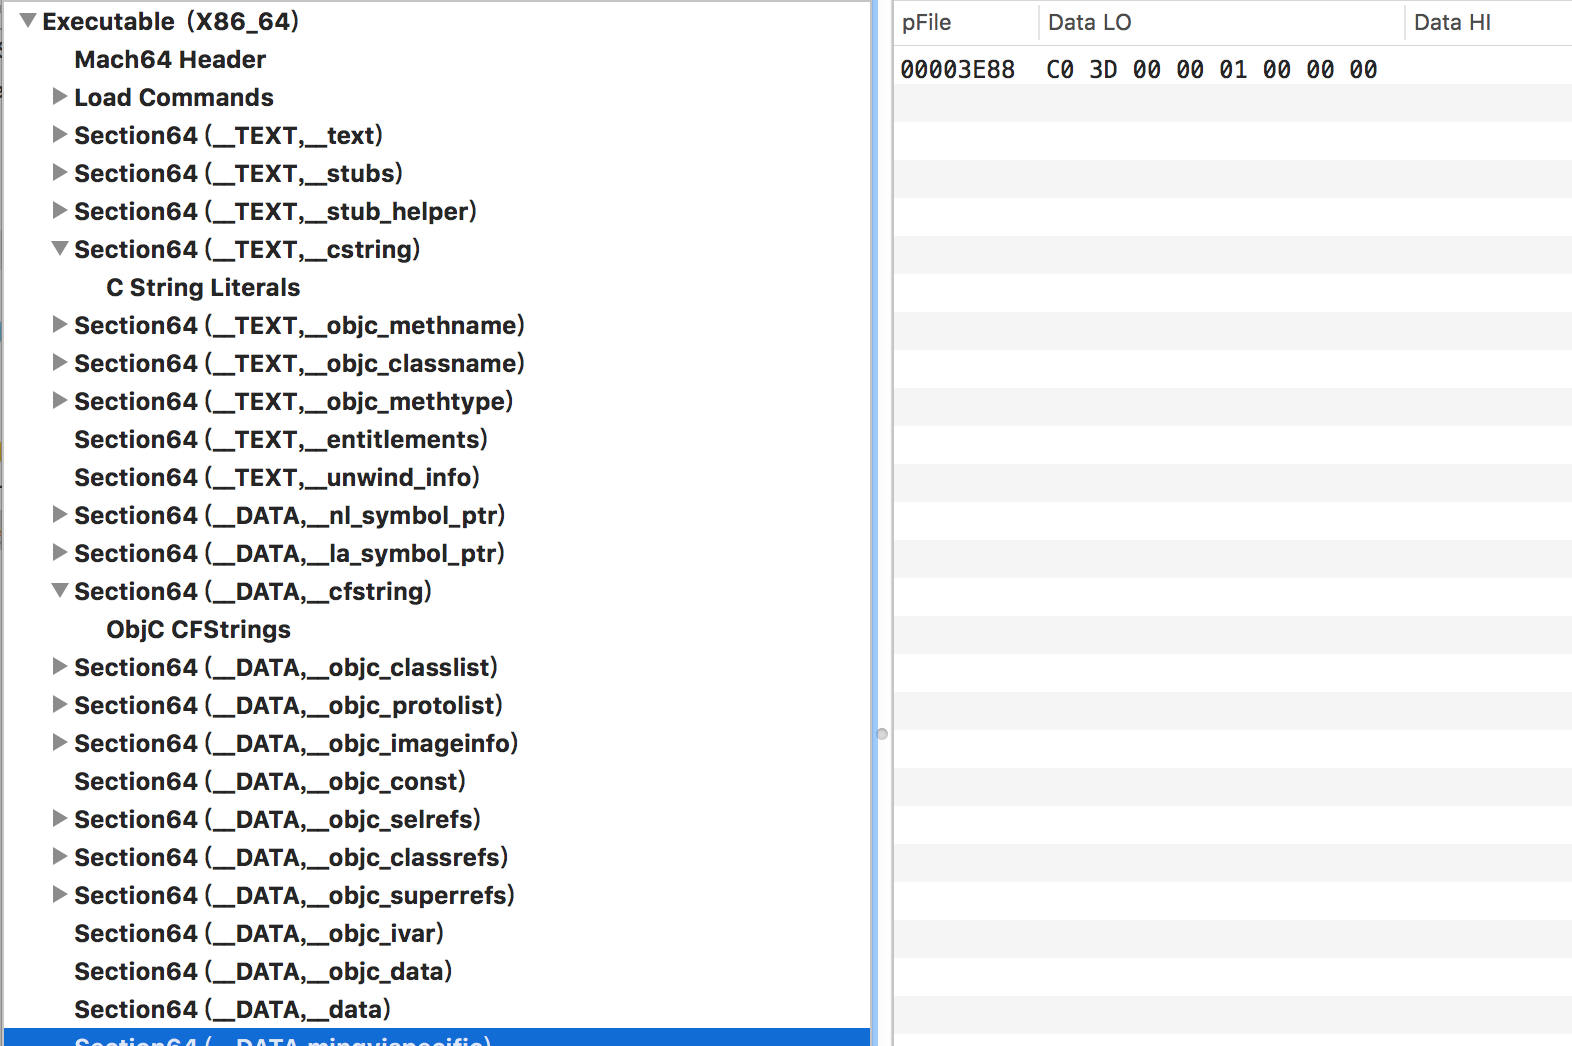 Executable (X86_64)
Mach64 Header
Load Commands
Section64 (__TEXT,__text)
Section64 (__TEXT,__stubs)
Section64 (__TEXT,__stub_helper)
Section64 (__TEXT,__cstring)
C String Literals
Section64 (__TEXT,__objc_methname)
Section64 (__TEXT,__objc_classname)
Section64 (__TEXT,__objc_methtype)
Section64 (__TEXT,__entitlements)
Section64 (__TEXT,__unwind_info)
Section64 (__DATA,__nl_symbol_ptr)
Section64 (__DATA,__la_symbol_ptr)
Section64 (__DATA,__cfstring)
ObjC CFStrings
Section64 (__DATA,__objc_classlist)
Section64 (__DATA,__objc_protolist)
Section64 (__DATA,__objc_imageinfo)
Section64 (__DATA,__objc_const)
Section64 (__DATA,__objc_selrefs)
Section64 (__DATA,__objc_classrefs)
Section64 (__DATA,__objc_superrefs)
Section64 (__DATA,__objc_ivar)
Section64 (__DATA,__objc_data)
Section64 (__DATA,__data)
Section64 (__DATA,
pFile Data LO Data HI
00003E88 C0 3D 00 00 01 00 00 00